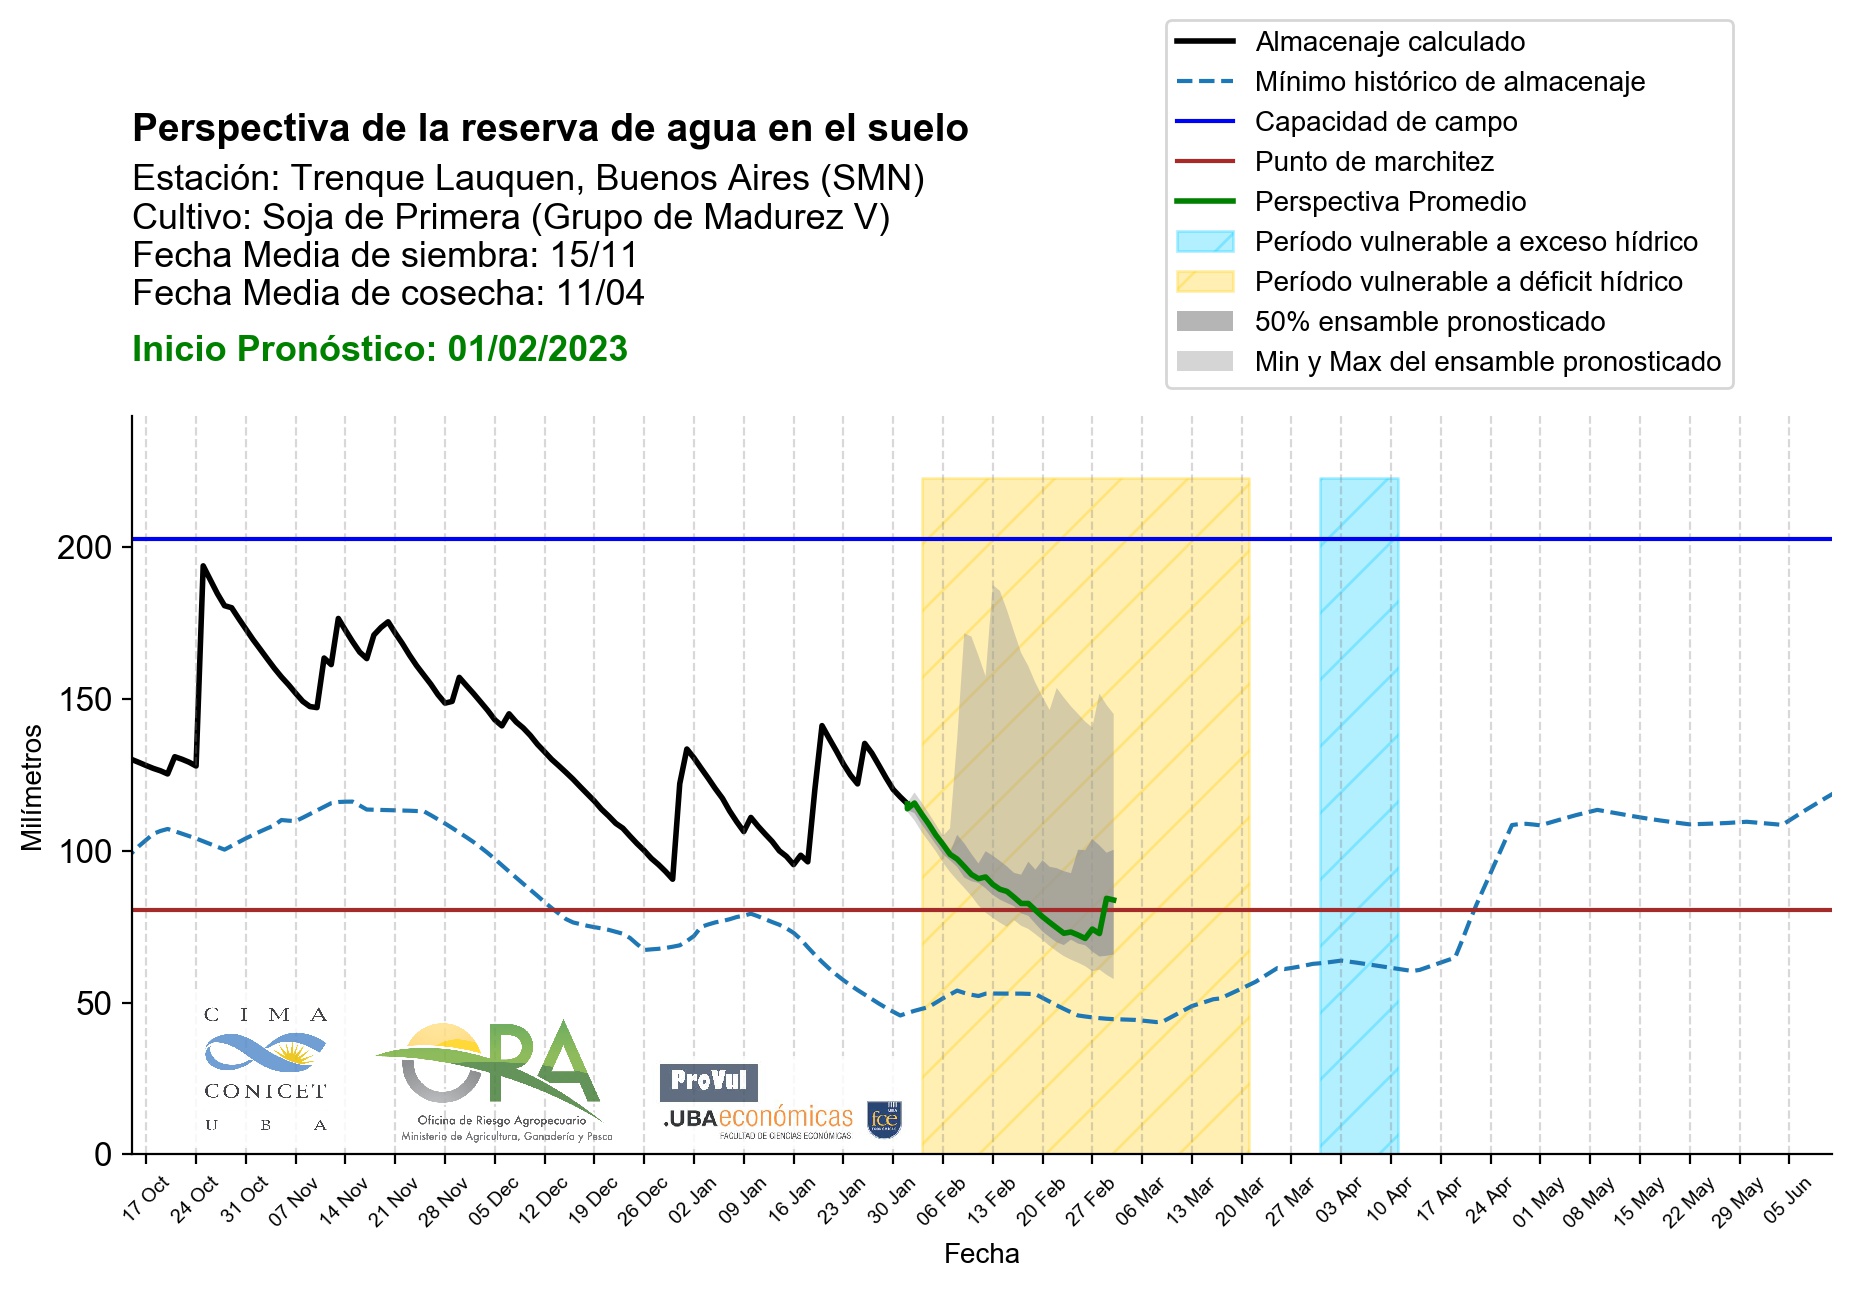 Almacenaje calculado
Mínimo histórico de almacenaje
Capacidad de campo
Punto de marchitez
Perspectiva Promedio
Período vulnerable a exceso hídrico
Período vulnerable a déficit hídrico
50% ensamble pronosticado
Min y Max del ensamble pronosticado
Perspectiva de la reserva de agua en el suelo
Estación: Trenque Lauquen, Buenos Aires (SMN)
Cultivo: Soja de Primera (Grupo de Madurez V)
Fecha Media de siembra: 15/11
Fecha Media de cosecha: 11/04
Inicio Pronóstico: 01/02/2023
Milímetros
200
150
100
50
0
CIMA
CONICET
UBA
ORA
Oficina de Riesgo Agropecuario
Ministerio de Agricultura, Ganadería y Pesca
ProVul
.UBAeconómicas
FACULTAD DE CIENCIAS ECONÓMICAS
UBA
fce
17 Oct
24 Oct
31 Oct
07 Nov
14 Nov
21 Nov
28 Nov
05 Dec
12 Dec
19 Dec
26 Dec
02 Jan
09 Jan
16 Jan
23 Jan
30 Jan
06 Feb
13 Feb
20 Feb
27 Feb
06 Mar
13 Mar
20 Mar
27 Mar
03 Apr
10 Apr
17 Apr
24 Apr
01 May
08 May
15 May
22 May
29 May
05 Jun
Fecha